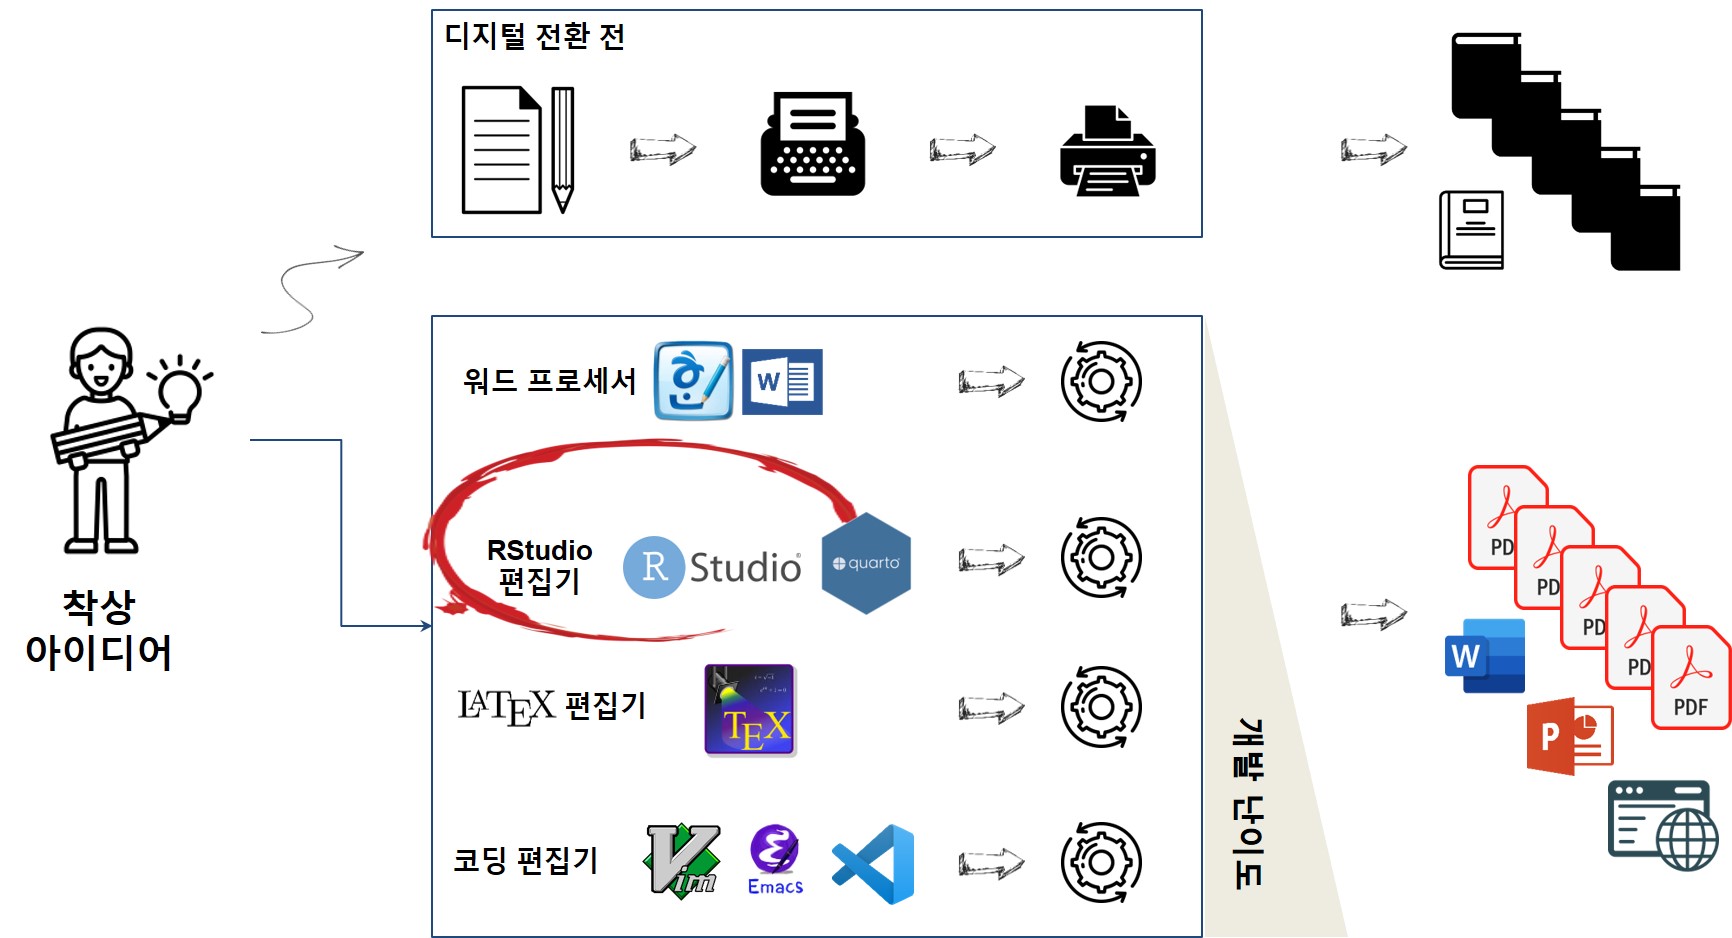 디지털 전환 전
착상
아이디어
워드 프로세서
W
RStudio
편집기
R Studio
quarto
LATEX 편집기
TEX
코딩 편집기
Vim
Emacs
개발 난이도
PD
PD
PD
PD
PDF
W
P